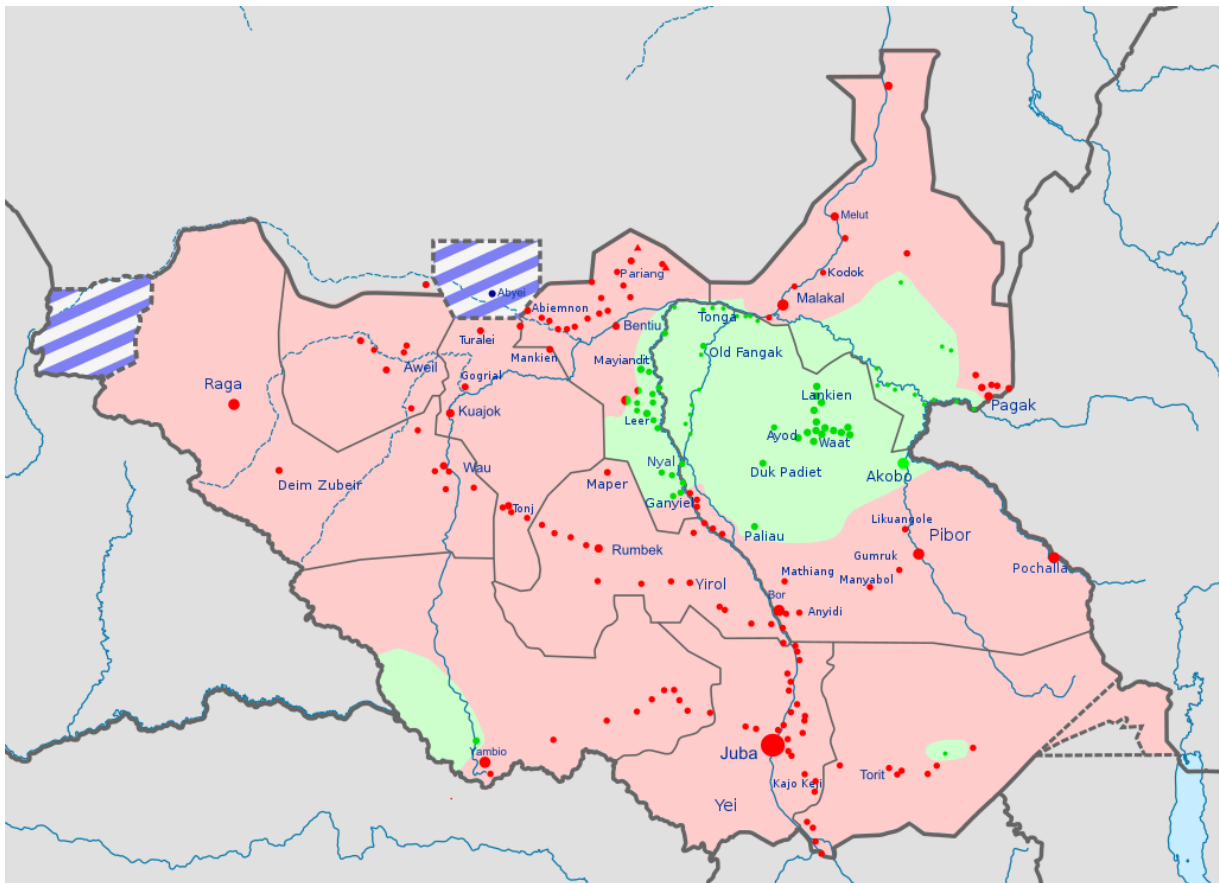 Melut
Pariang
Kodok
Abyei
Malakal
Abiemnon
Tonga
Bentiu
Turalei
Mankien
Mayiandit
Old Fangak
Aweil
Gogrial
Raga
Lankien
Pagak
Kuajok
Leer
Ayod
Waat
Nyal
Duk Padiet
Akobo
Wau
Deim Zubeir
Maper
Ganyiel
Tonj
Likuangole
Paliau
Pibor
Rumbek
Gumruk
Pochalla
Mathiang
Manyabol
Yirol
Bor
Anyidi
Juba
Yambio
Torit
Kajo Keji
Yei